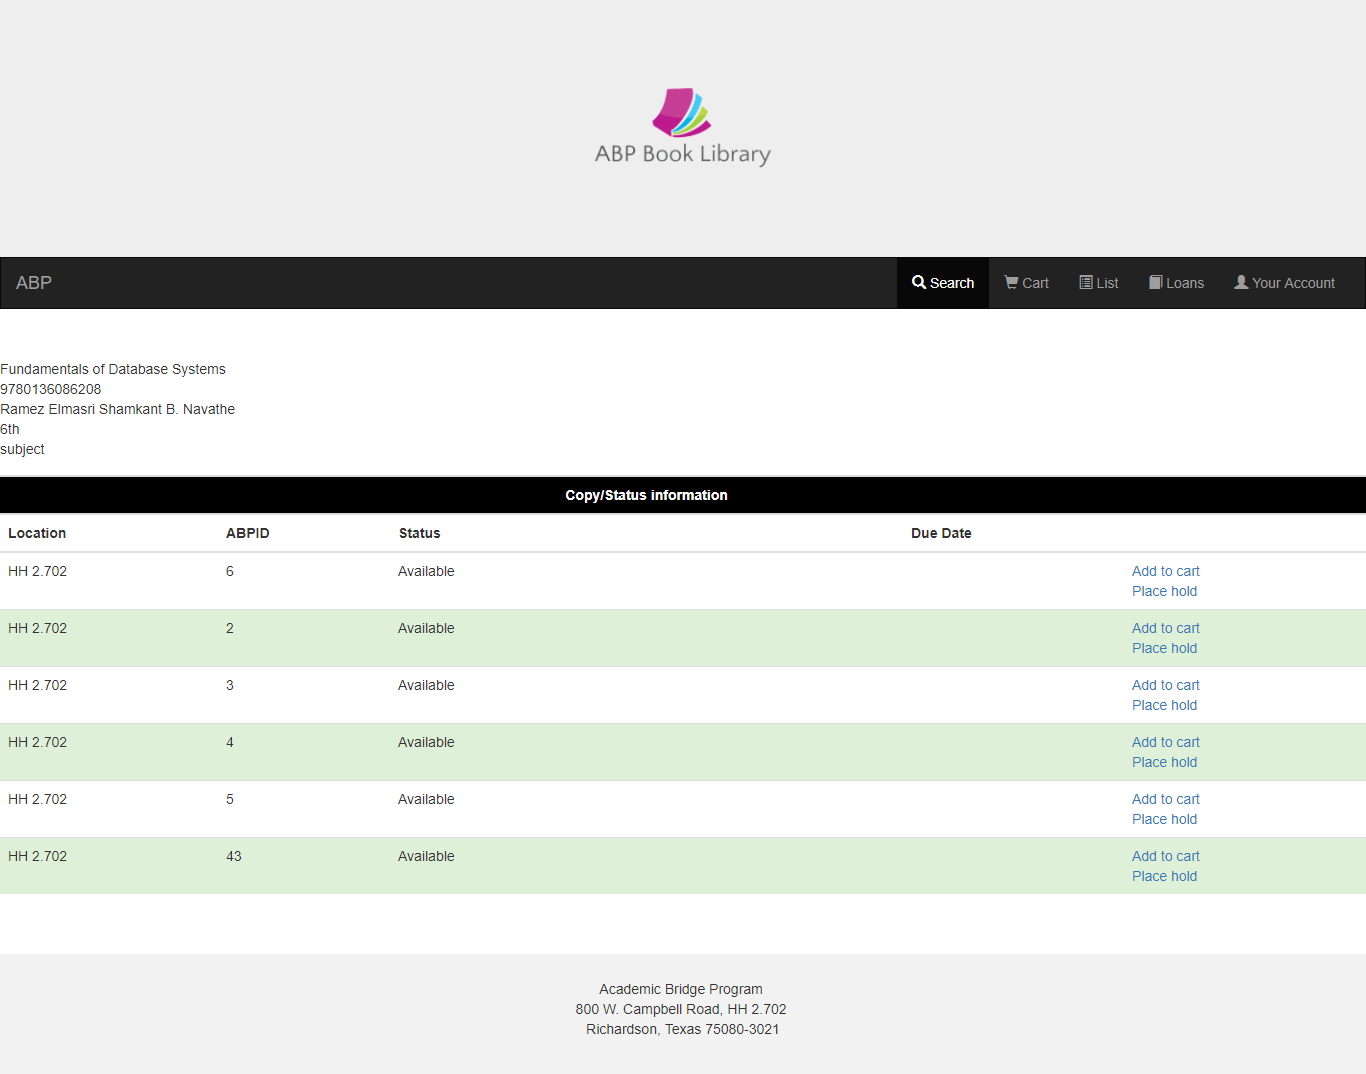 ABP Book Library
ABP Search Cart List Loans Your Account
Fundamentals of Database Systems
9780136086208
Ramez Elmasri Shamkant B. Navathe
6th
subject
Copy/Status information
Location ABPID Status Due Date
HH 2.702 6 Available Add to cart
Place hold
HH 2.702 2 Available Add to cart
Place hold
HH 2.702 3 Available Add to cart
Place hold
HH 2.702 4 Available Add to cart
Place hold
HH 2.702 5 Available Add to cart
Place hold
HH 2.702 43 Available Add to cart
Place hold
Academic Bridge Program
800 W. Campbell Road, HH 2.702
Richardson, Texas 75080-3021